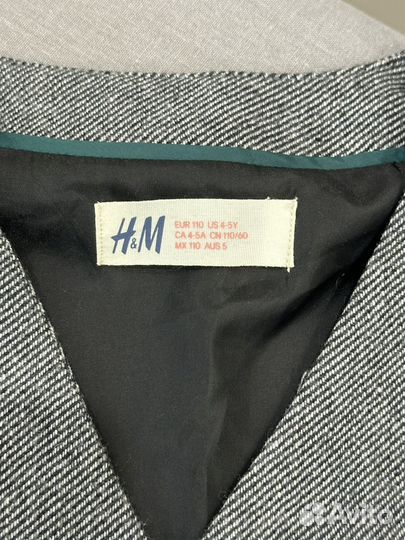 H&M
EUR 110 US 4-5Y
CA 4-5A CN 110/60
MX 110 AUS 5
Avito